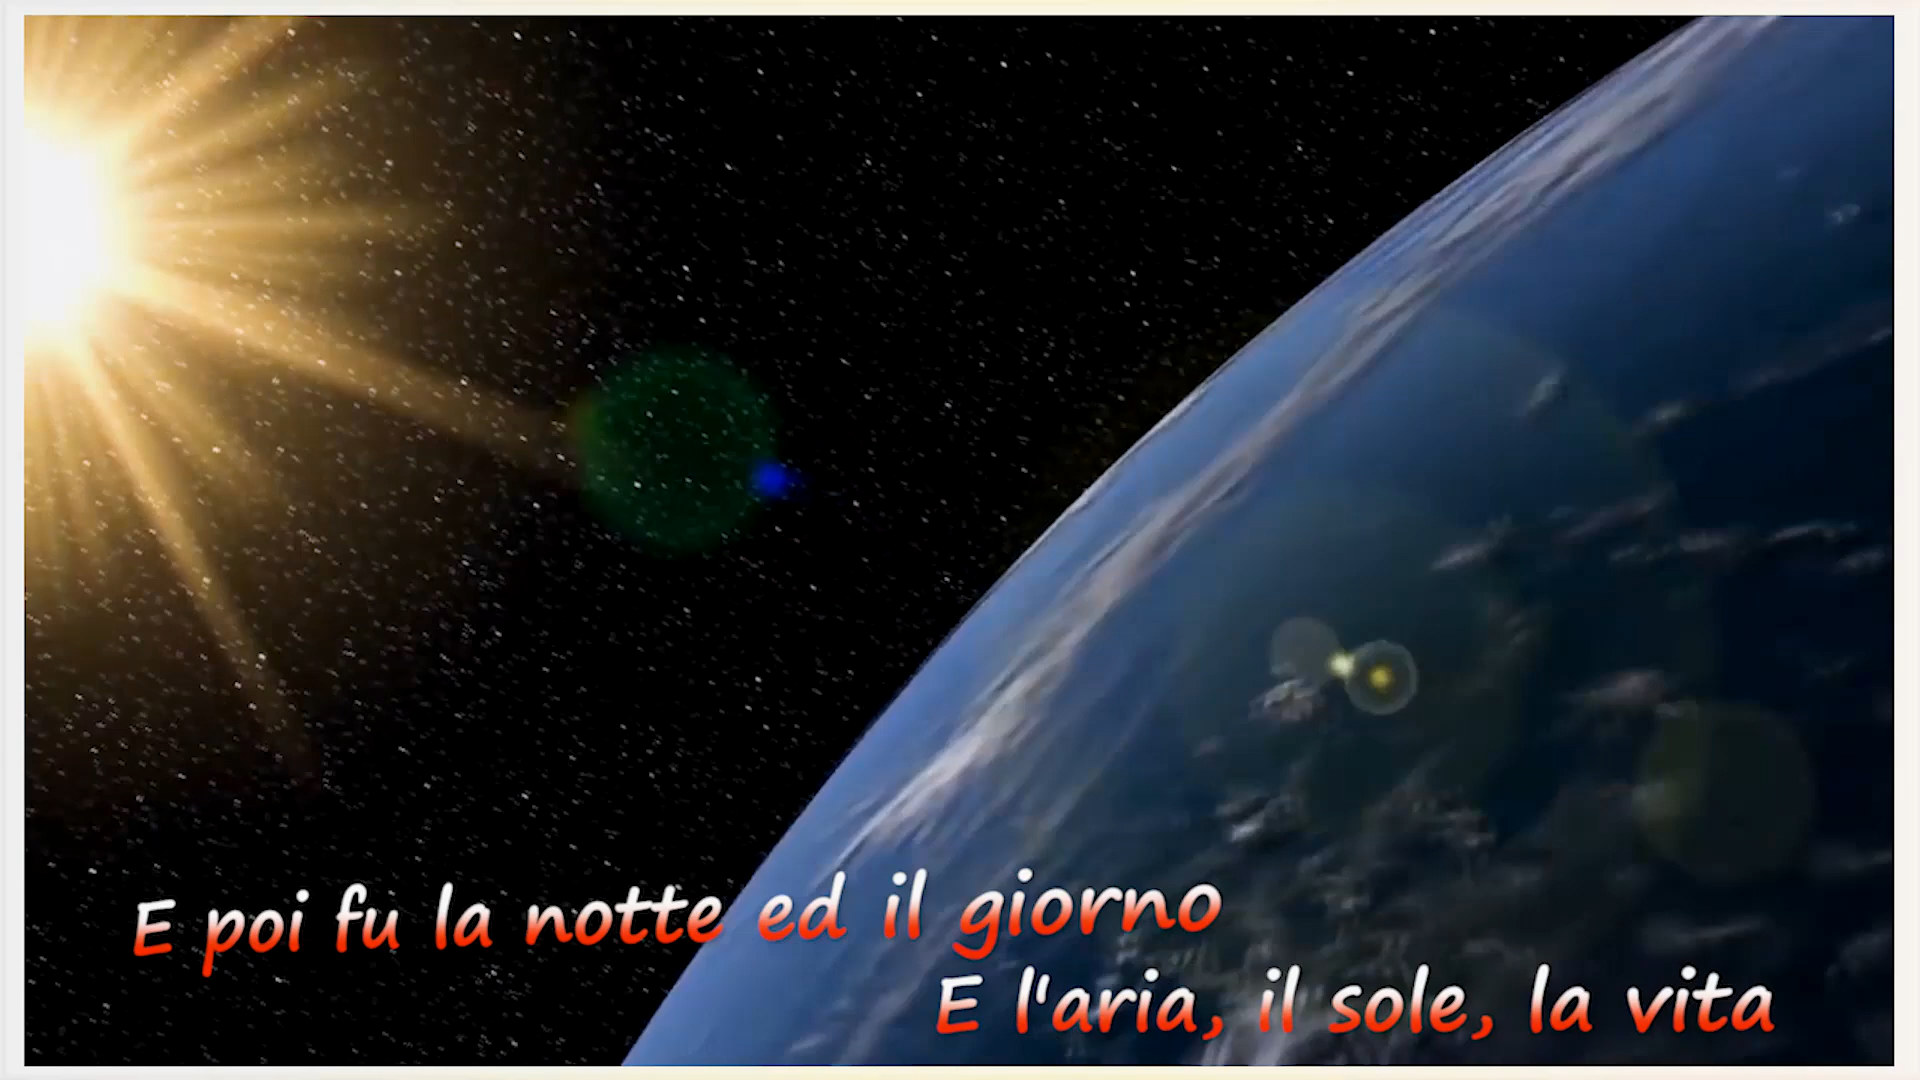 E poi fu la notte ed il giorno
E l'aria, il sole, la vita